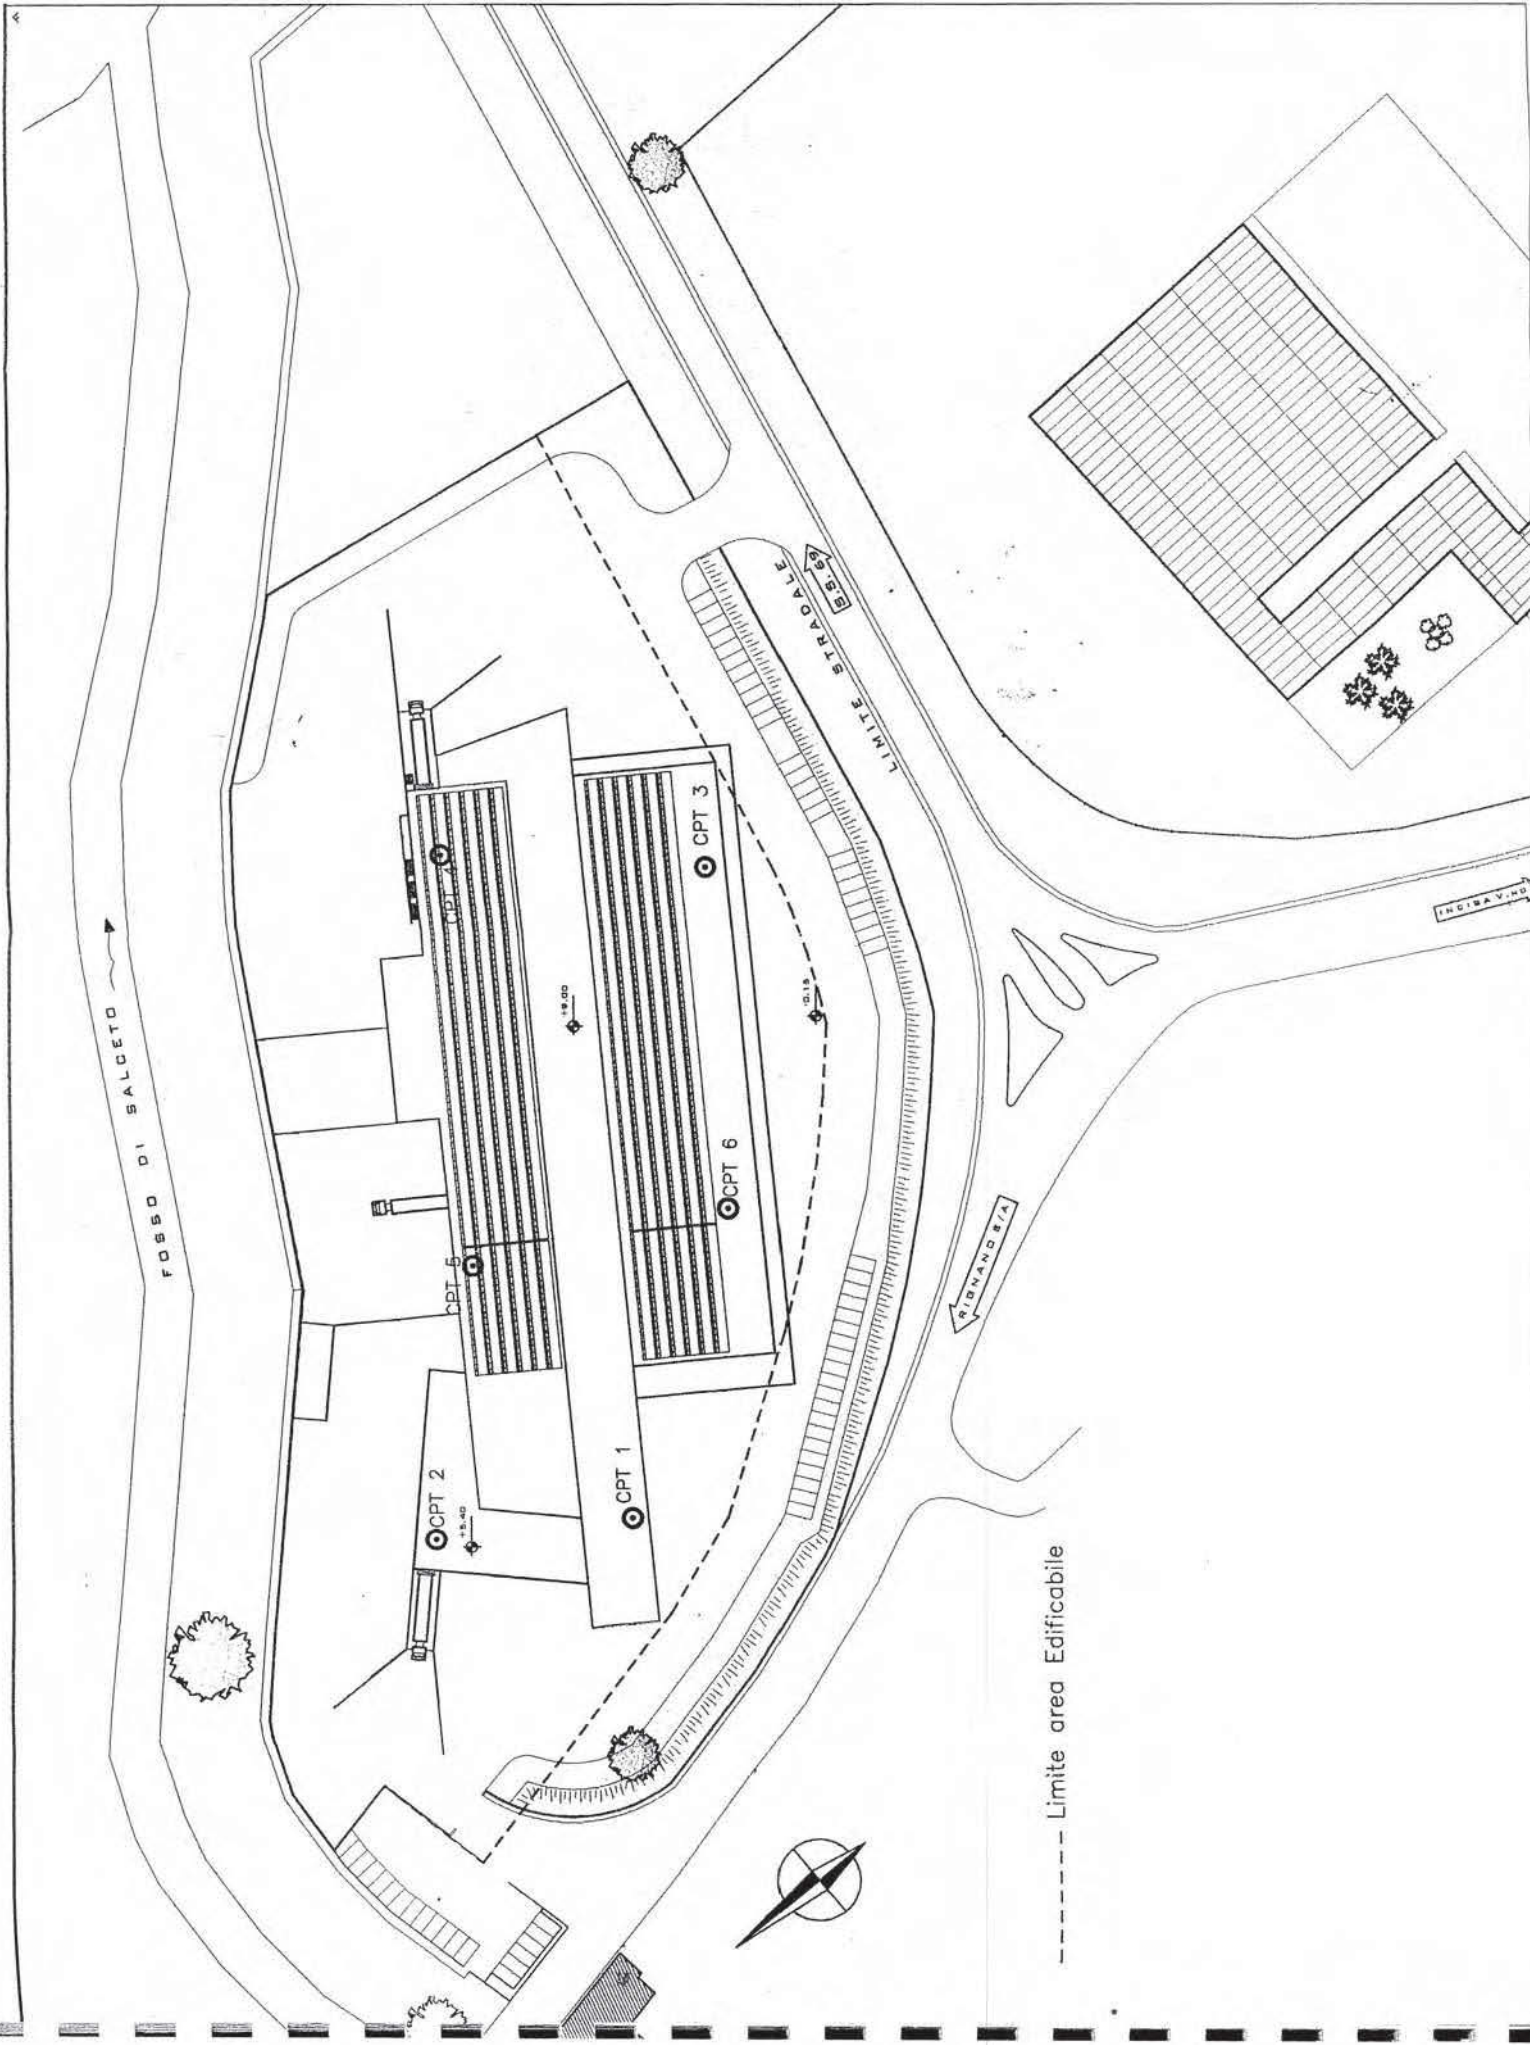 FOSSO DI SALCETO
LIMITE STRADALE
S.S. 69
CPT 4
CPT 3
+9.00
CPT 6
CPT 5
RIGNANO S/A
CPT 2
+5.40
CPT 1
Limite area Edificabile